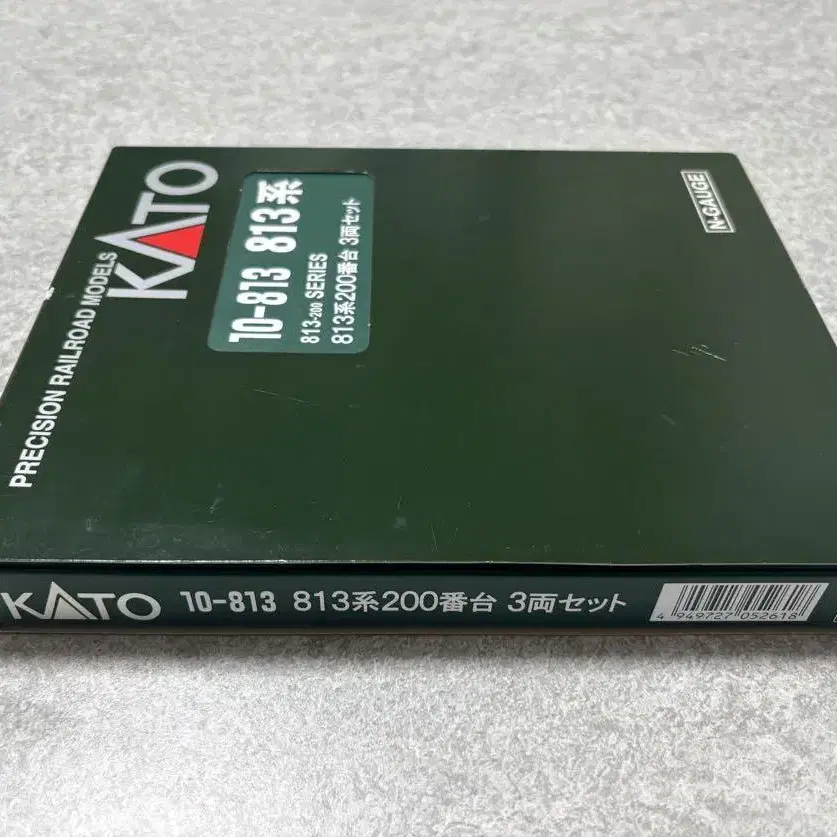 KATO
PRECISION RAILROAD MODELS
10-813 813系
813-200 SERIES
813系200番台 3両セット
N-GAUGE
KATO 10-813 813系200番台 3両セット
4 949727 052618